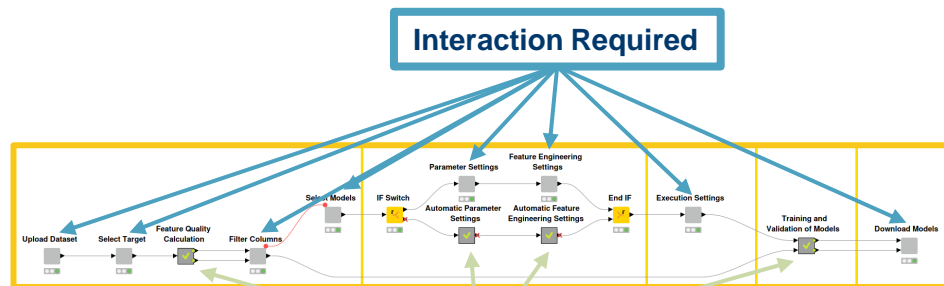 Interaction Required
Feature Engineering
Settings
Parameter Settings
Select Models
IF Switch
Automatic Parameter
Settings
Automatic Feature
Engineering Settings
End IF
Execution Settings
Training and
Validation of Models
Download Models
Upload Dataset
Select Target
Feature Quality
Calculation
Filter Columns